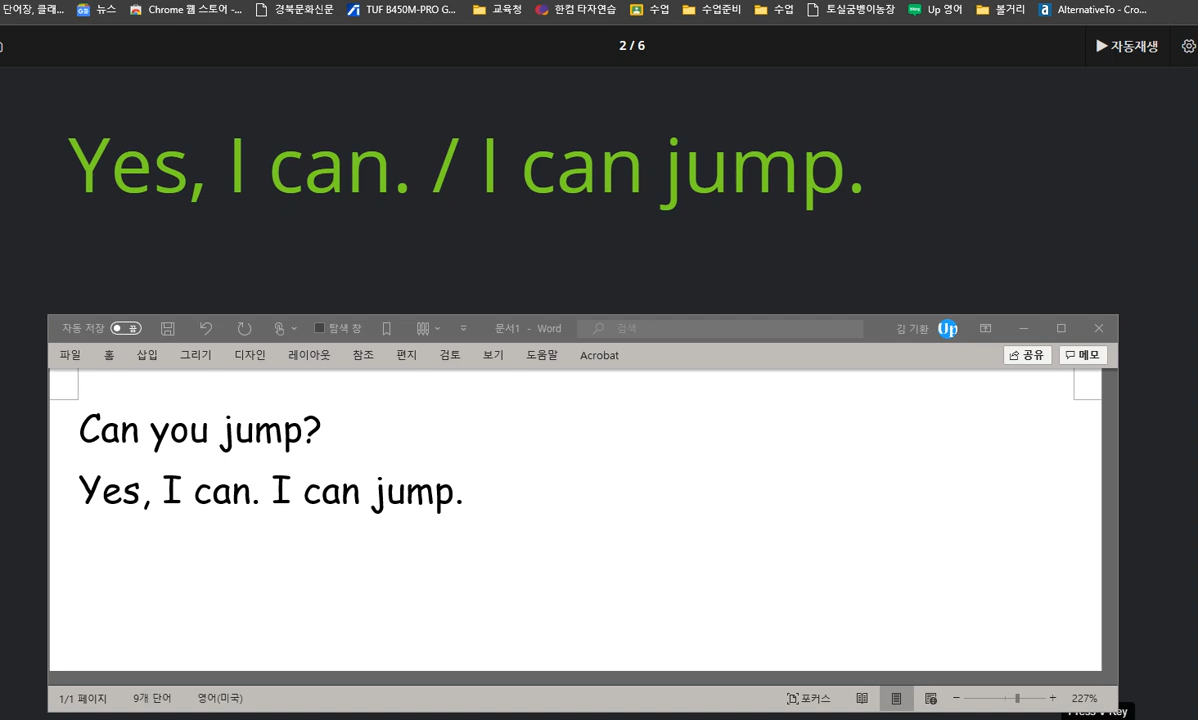 단어장, 클래...  뉴스  Chrome 웹 스토어 -...  경북문화신문  TUF B450M-PRO G...  교육청  한컴 타자연습  수업  수업준비  수업  토실굼벵이농장  Up 영어  볼거리  AlternativeTo - Cro...
2 / 6  ▶자동재생
Yes, I can. / I can jump.
자동 저장  끔  탐색 창  문서1 - Word  검색  김 기환  Up
파일  홈  삽입  그리기  디자인  레이아웃  참조  편지  검토  보기  도움말  Acrobat  공유  메모
Can you jump?
Yes, I can. I can jump.
1/1 페이지  9개 단어  영어(미국)  포커스  −  +  227%